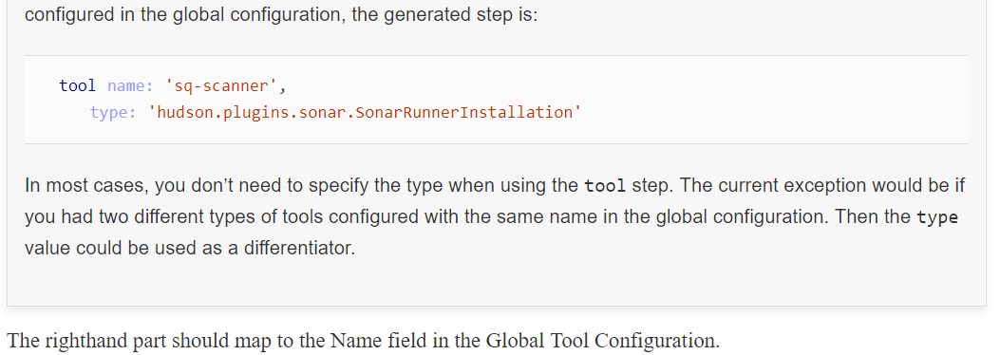 configured in the global configuration, the generated step is:
tool name: 'sq-scanner',
type: 'hudson.plugins.sonar.SonarRunnerInstallation'
In most cases, you don’t need to specify the type when using the tool step. The current exception would be if
you had two different types of tools configured with the same name in the global configuration. Then the type
value could be used as a differentiator.
The righthand part should map to the Name field in the Global Tool Configuration.